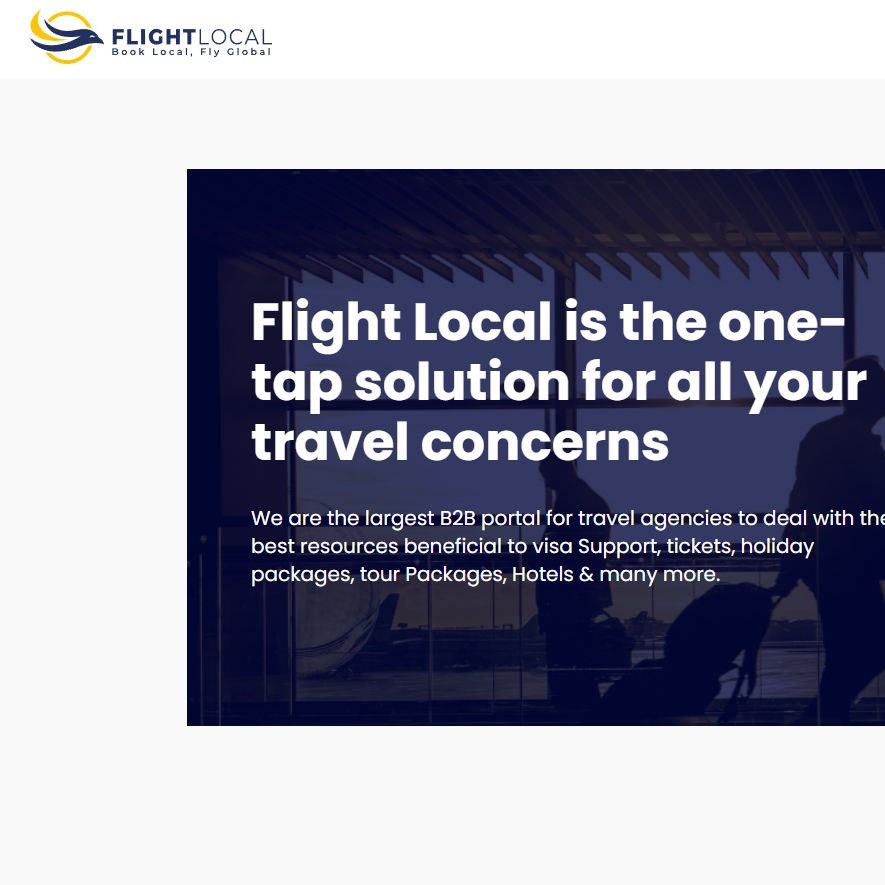 FLIGHTLOCAL
Book Local, Fly Global
Flight Local is the one-
tap solution for all your
travel concerns
We are the largest B2B portal for travel agencies to deal with the
best resources beneficial to visa Support, tickets, holiday
packages, tour Packages, Hotels & many more.